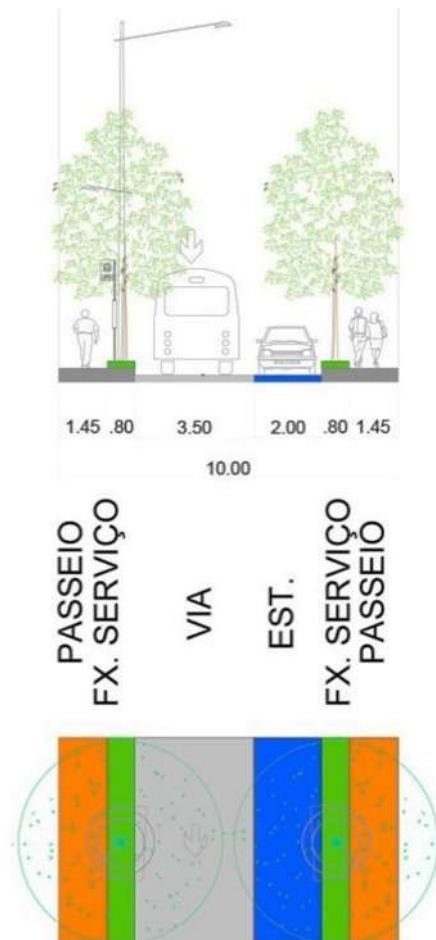 1.45 .80 3.50 2.00 .80 1.45
10.00
PASSEIO
FX. SERVIÇO
VIA
EST.
FX. SERVIÇO
PASSEIO